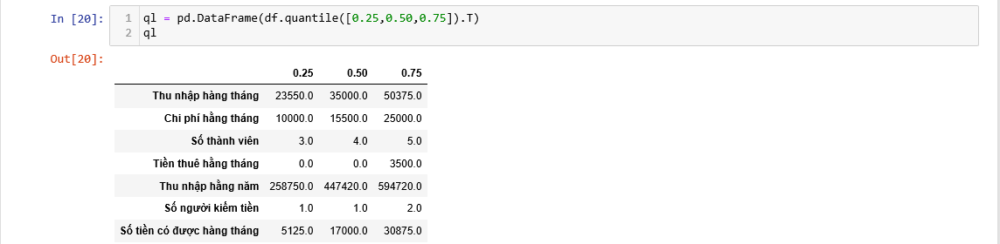 In [20]:
1 ql = pd.DataFrame(df.quantile([0.25,0.50,0.75]).T)
2 ql
Out[20]:
0.25 0.50 0.75
Thu nhập hàng tháng 23550.0 35000.0 50375.0
Chi phí hằng tháng 10000.0 15500.0 25000.0
Số thành viên 3.0 4.0 5.0
Tiền thuê hằng tháng 0.0 0.0 3500.0
Thu nhập hằng năm 258750.0 447420.0 594720.0
Số người kiếm tiền 1.0 1.0 2.0
Số tiền có được hàng tháng 5125.0 17000.0 30875.0